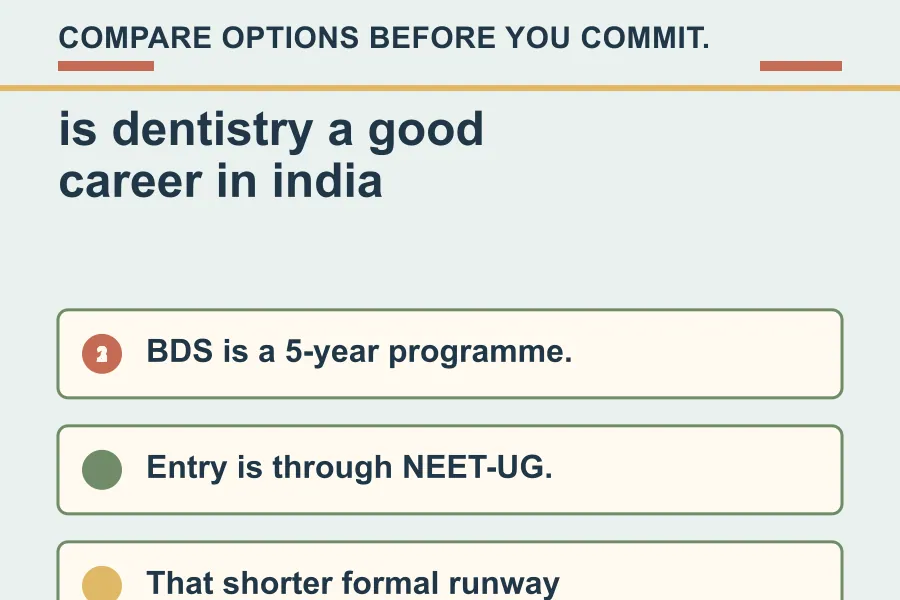 COMPARE OPTIONS BEFORE YOU COMMIT.
is dentistry a good
career in india
BDS is a 5-year programme.
Entry is through NEET-UG.
That shorter formal runway